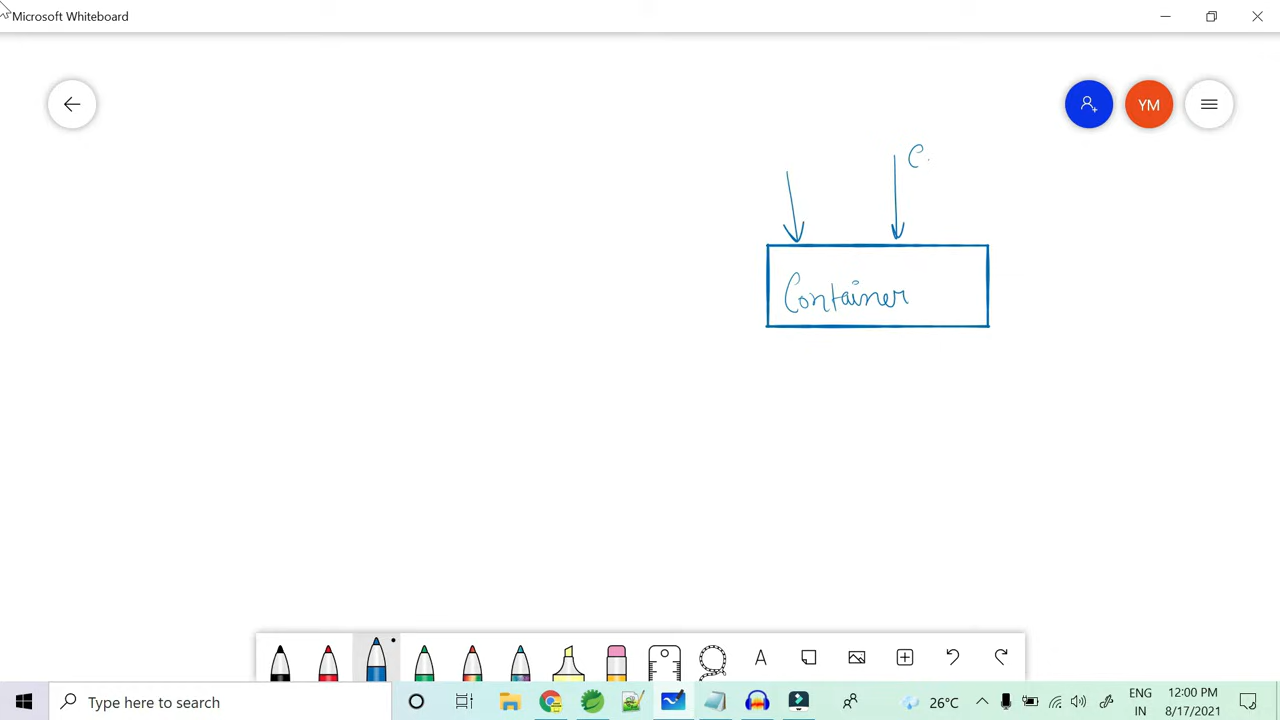 Microsoft Whiteboard
YM
C
Container
A
Type here to search
26°C
ENG
IN
12:00 PM
8/17/2021